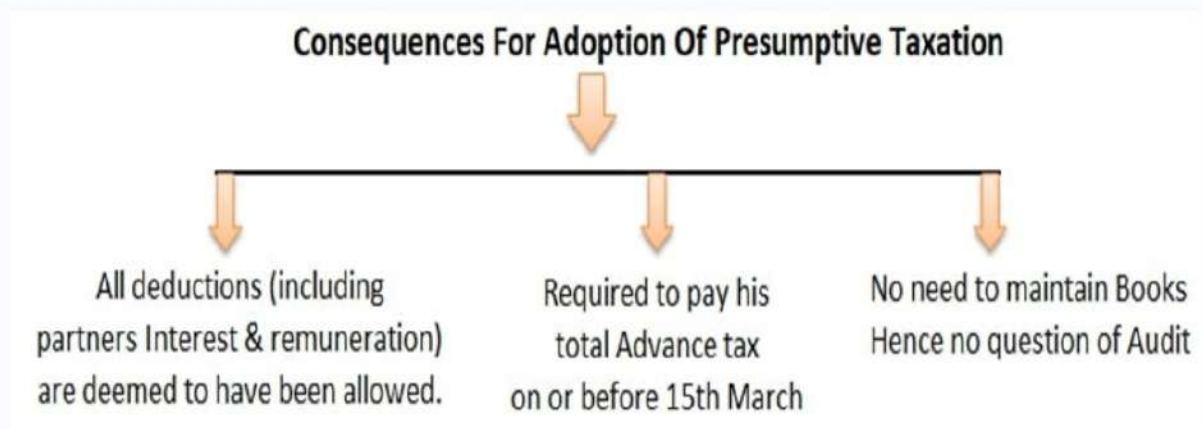 Consequences For Adoption Of Presumptive Taxation
All deductions (including
partners Interest & remuneration)
are deemed to have been allowed.
Required to pay his
total Advance tax
on or before 15th March
No need to maintain Books
Hence no question of Audit